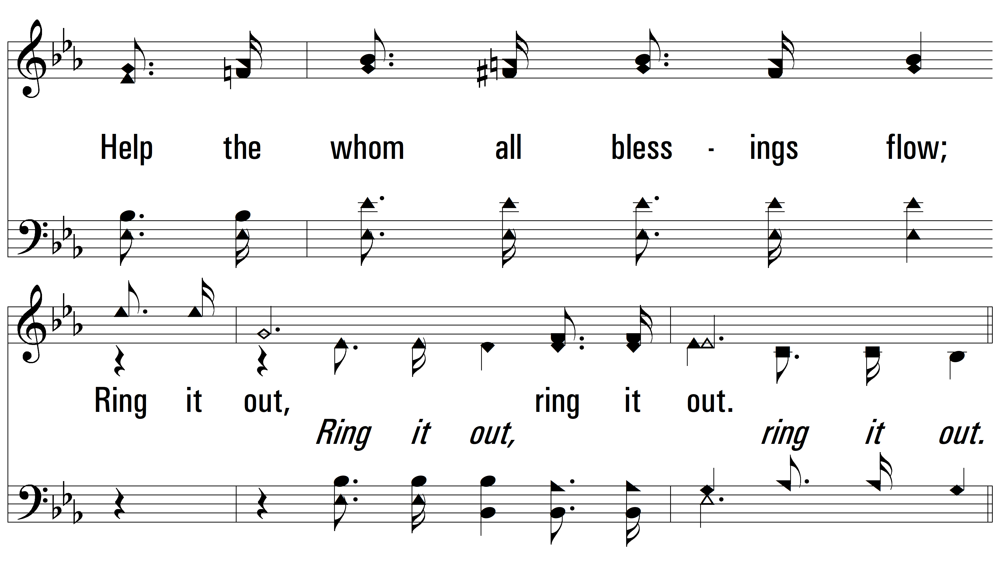 Help the whom all bless - ings flow;
Ring it out, ring it out.
Ring it out, ring it out.